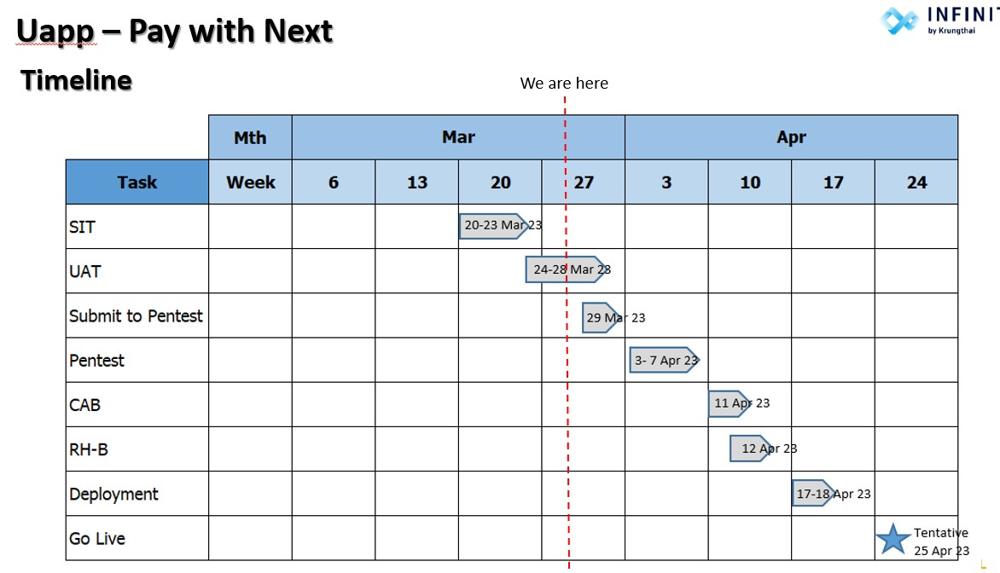 Uapp – Pay with Next
INFINI
by Krungthai
Timeline
We are here
Mth Mar Apr
Task Week 6 13 20 27 3 10 17 24
SIT 20-23 Mar 23
UAT 24-28 Mar 23
Submit to Pentest 29 Mar 23
Pentest 3- 7 Apr 23
CAB 11 Apr 23
RH-B 12 Apr 23
Deployment 17-18 Apr 23
Go Live Tentative
25 Apr 23